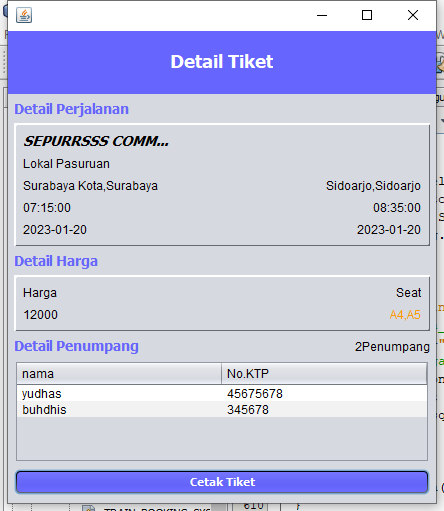 Detail Tiket
Detail Perjalanan
SEPURRSSS COMM...
Lokal Pasuruan
Surabaya Kota,Surabaya Sidoarjo,Sidoarjo
07:15:00 08:35:00
2023-01-20 2023-01-20
Detail Harga
Harga Seat
12000 A4,A5
Detail Penumpang 2Penumpang
nama No.KTP
yudhas 45675678
buhdhis 345678
Cetak Tiket
610 }